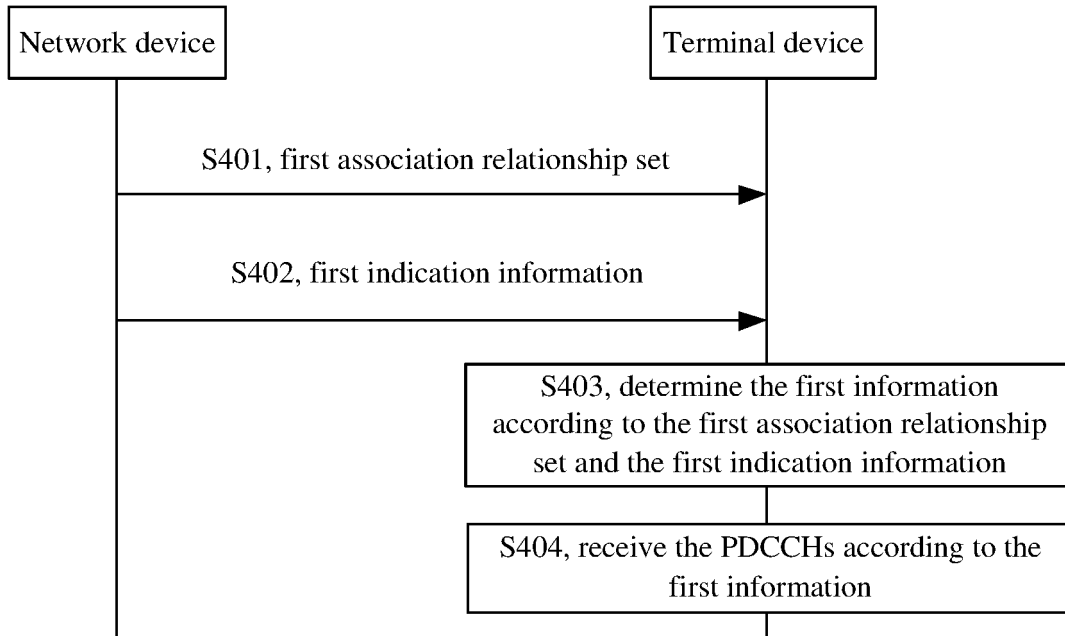 Network device
Terminal device
S401, first association relationship set
S402, first indication information
S403, determine the first information
according to the first association relationship
set and the first indication information
S404, receive the PDCCHs according to the
first information